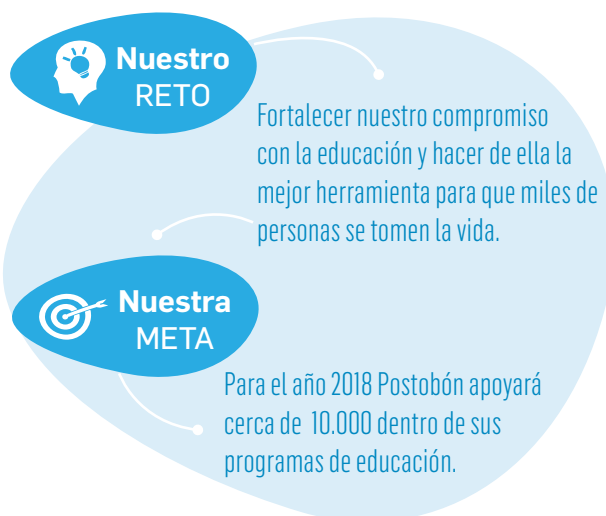 Nuestro
RETO
Fortalecer nuestro compromiso
con la educación y hacer de ella la
mejor herramienta para que miles de
personas se tomen la vida.
Nuestra
META
Para el año 2018 Postobón apoyará
cerca de 10.000 dentro de sus
programas de educación.